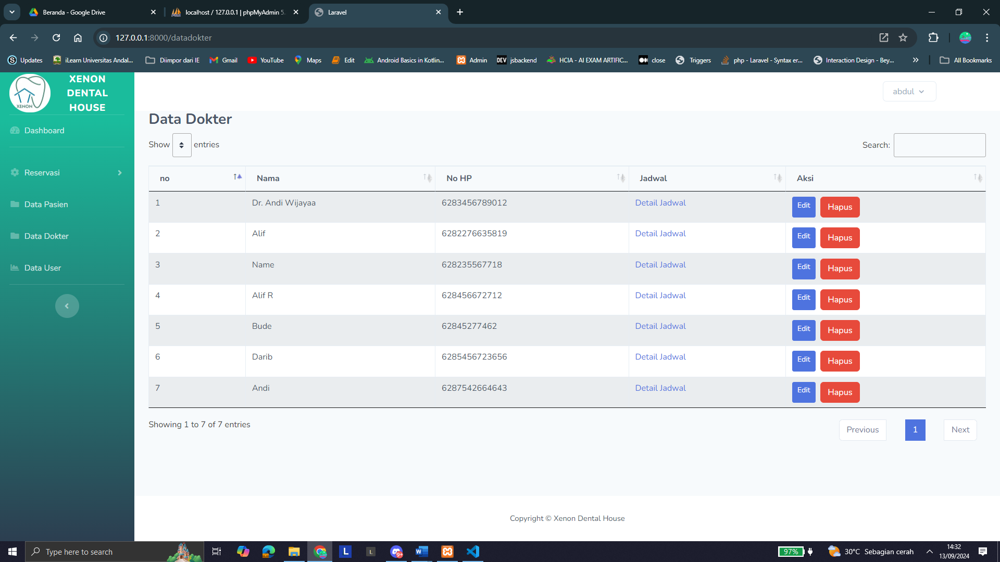 Beranda - Google Drive
localhost / 127.0.0.1 | phpMyAdmin 5.
Laravel
127.0.0.1:8000/datadokter
Updates
iLearn Universitas Andal...
Diimpor dari IE
Gmail
YouTube
Maps
Edit
Android Basics in Kotlin...
Admin
DEV jsbackend
HCIA - AI EXAM ARTIFIC...
close
Triggers
php - Laravel - Syntax er...
Interaction Design - Bey...
All Bookmarks
XENON
XENON
DENTAL
HOUSE
abdul
Dashboard
Reservasi
Data Pasien
Data Dokter
Data User
Data Dokter
Show entries
Search:
no Nama No HP Jadwal Aksi
1 Dr. Andi Wijayaa 6283456789012 Detail Jadwal Edit Hapus
2 Alif 6282276635819 Detail Jadwal Edit Hapus
3 Name 628235567718 Detail Jadwal Edit Hapus
4 Alif R 628456672712 Detail Jadwal Edit Hapus
5 Bude 62845277462 Detail Jadwal Edit Hapus
6 Darib 6285456723656 Detail Jadwal Edit Hapus
7 Andi 6287542664643 Detail Jadwal Edit Hapus
Showing 1 to 7 of 7 entries
Previous 1 Next
Copyright © Xenon Dental House
Type here to search
L
L
9+
97%
30°C Sebagian cerah
14:32
13/09/2024